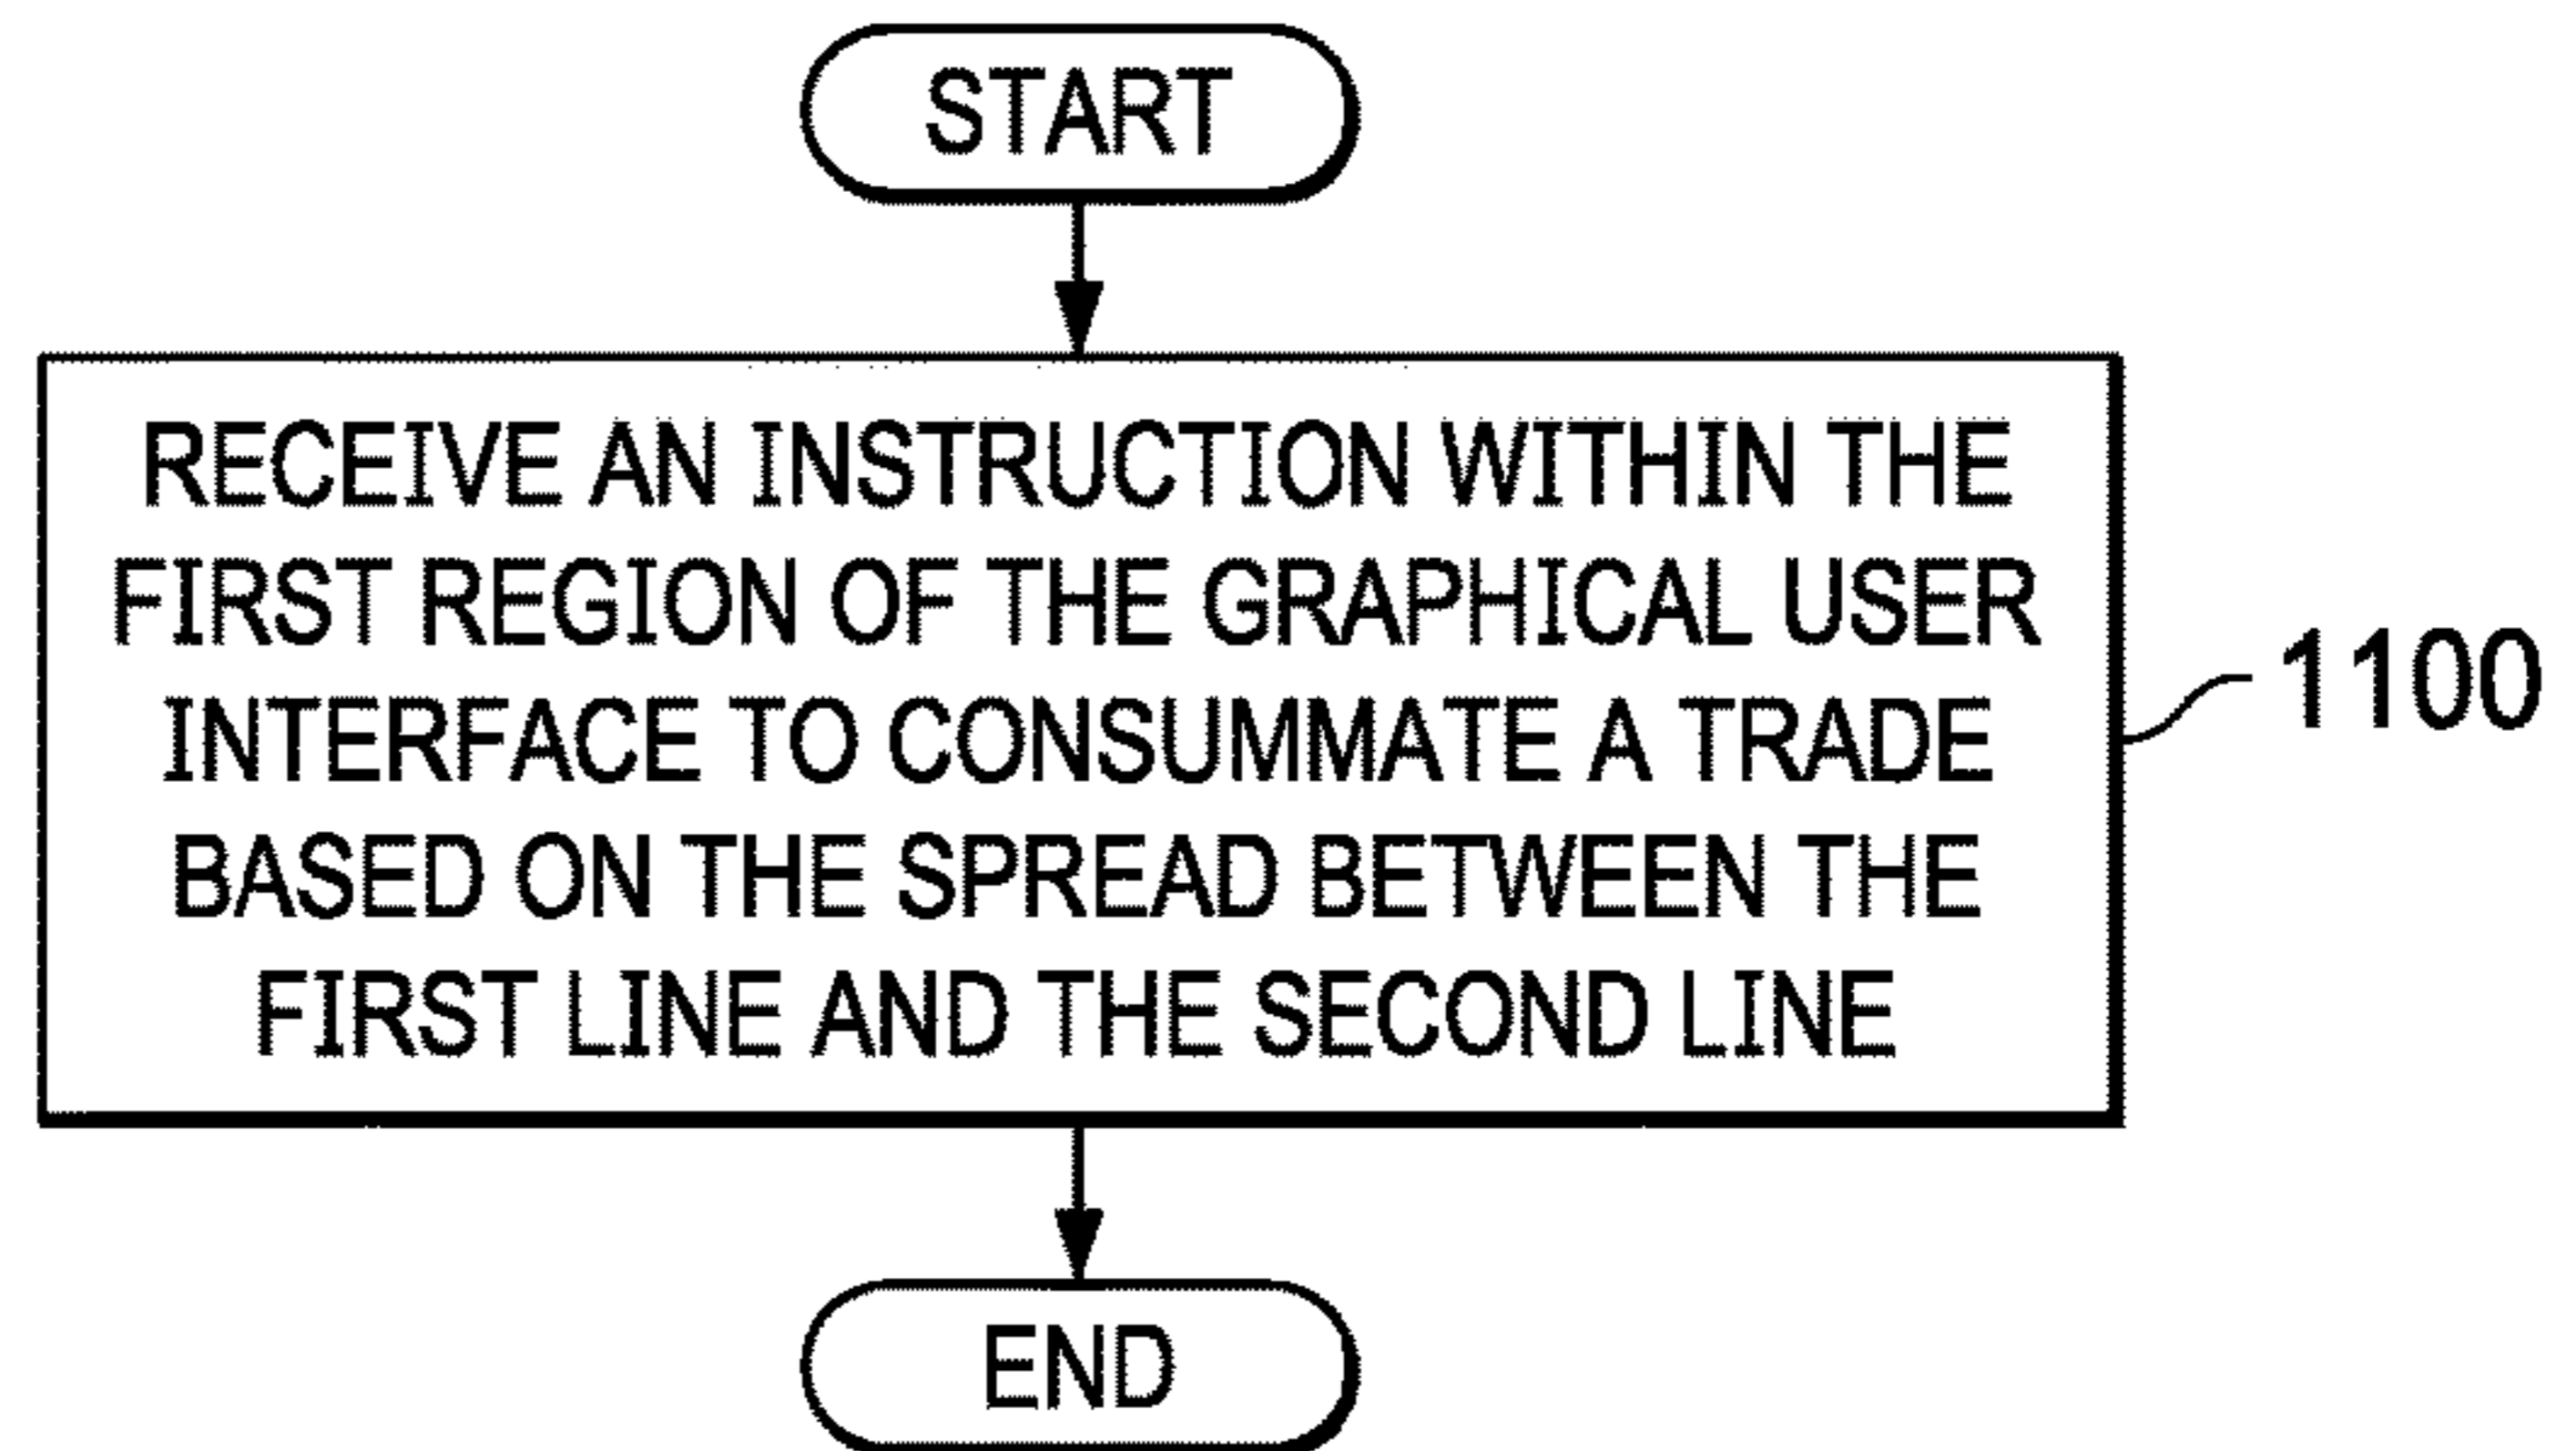 START
RECEIVE AN INSTRUCTION WITHIN THE
FIRST REGION OF THE GRAPHICAL USER
INTERFACE TO CONSUMMATE A TRADE
BASED ON THE SPREAD BETWEEN THE
FIRST LINE AND THE SECOND LINE
1100
END